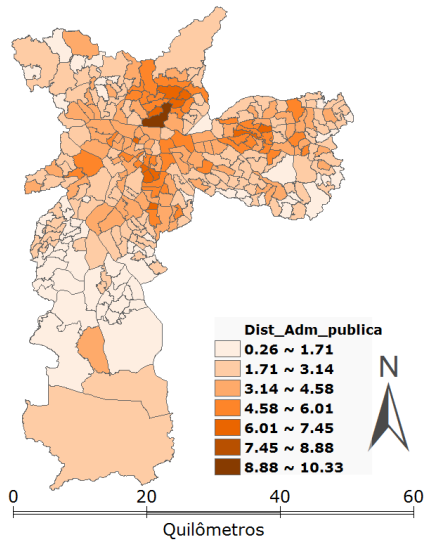 Dist_Adm_publica
0.26 ~ 1.71
1.71 ~ 3.14
3.14 ~ 4.58
4.58 ~ 6.01
6.01 ~ 7.45
7.45 ~ 8.88
8.88 ~ 10.33
N
0 20 40 60
Quilômetros